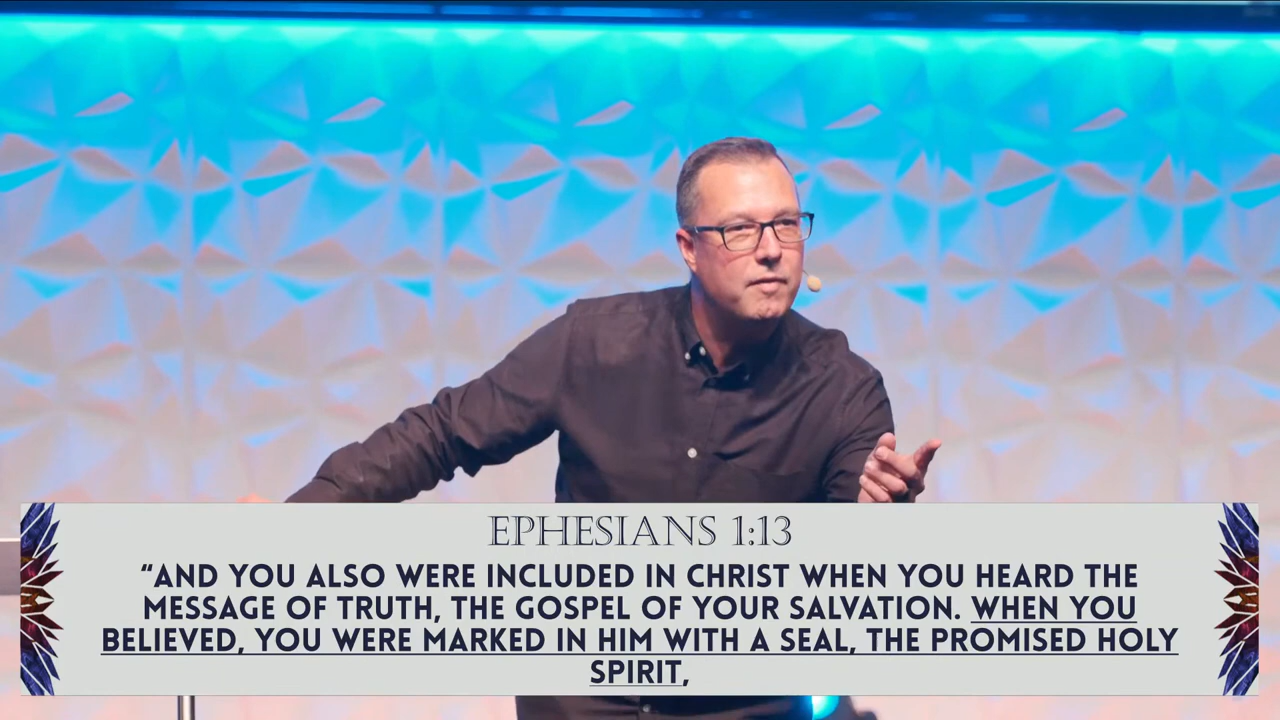 EPHESIANS 1:13
“AND YOU ALSO WERE INCLUDED IN CHRIST WHEN YOU HEARD THE
MESSAGE OF TRUTH, THE GOSPEL OF YOUR SALVATION. WHEN YOU
BELIEVED, YOU WERE MARKED IN HIM WITH A SEAL, THE PROMISED HOLY
SPIRIT,